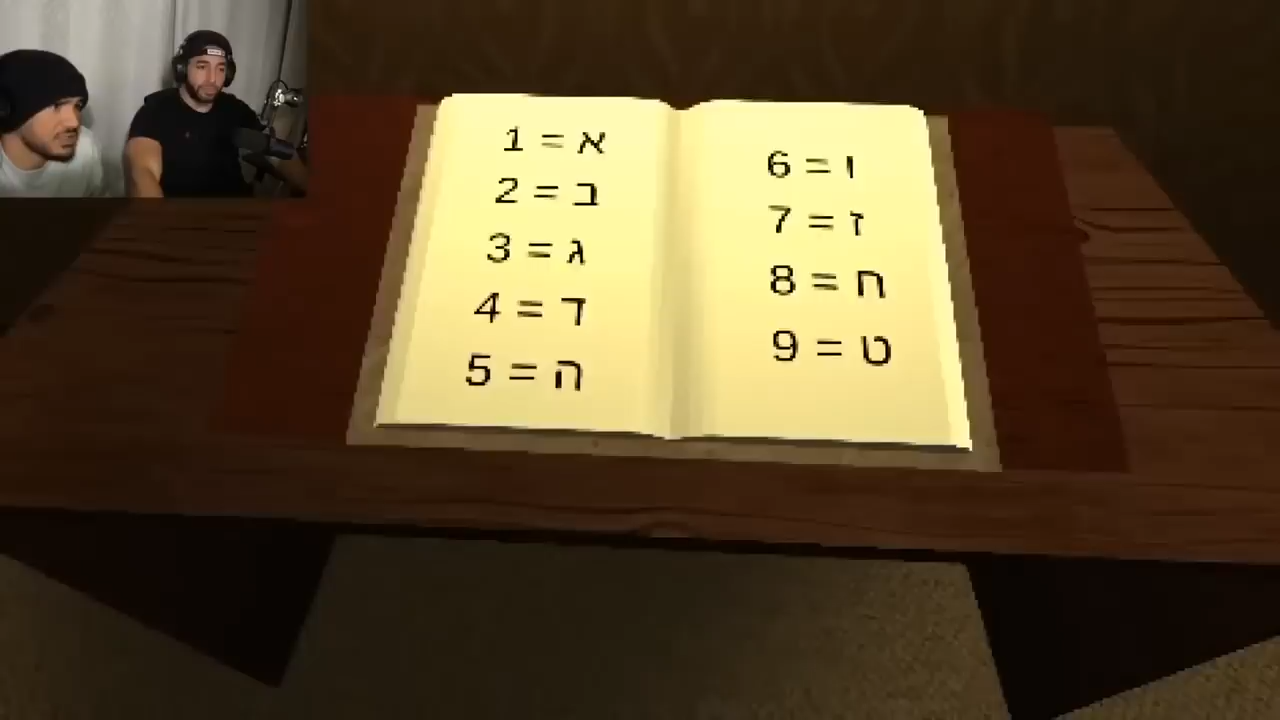 1 = א
2 = ב
3 = ג
4 = ד
5 = ה
6 = ו
7 = ז
8 = ח
9 = ט